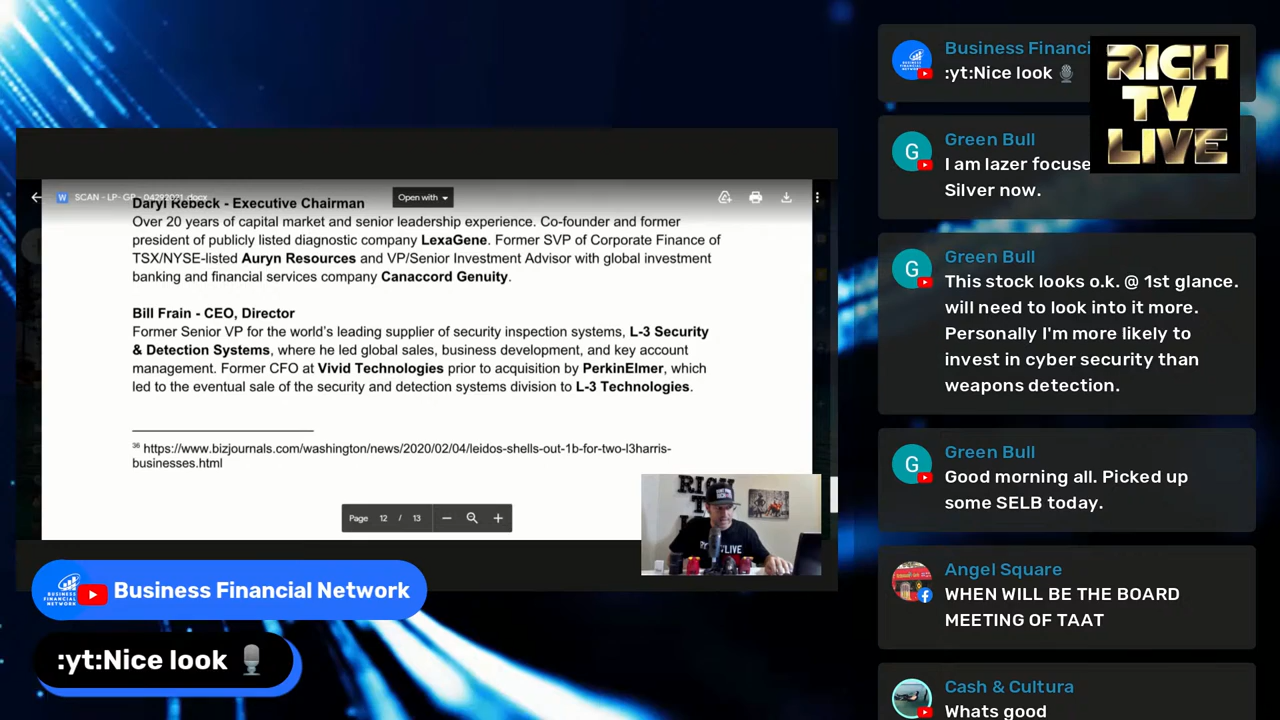 SCAN - LP- GP - 04292021 .docx
Open with
Daryl Rebeck - Executive Chairman
Over 20 years of capital market and senior leadership experience. Co-founder and former
president of publicly listed diagnostic company LexaGene. Former SVP of Corporate Finance of
TSX/NYSE-listed Auryn Resources and VP/Senior Investment Advisor with global investment
banking and financial services company Canaccord Genuity.
Bill Frain - CEO, Director
Former Senior VP for the world's leading supplier of security inspection systems, L-3 Security
& Detection Systems, where he led global sales, business development, and key account
management. Former CFO at Vivid Technologies prior to acquisition by PerkinElmer, which
led to the eventual sale of the security and detection systems division to L-3 Technologies.
36 https://www.bizjournals.com/washington/news/2020/02/04/leidos-shells-out-1b-for-two-l3harris-
businesses.html
Page 12 / 13
Business Financial Network
:yt:Nice look
Business Financi
:yt:Nice look
RICH
TV
LIVE
Green Bull
I am lazer focuse
Silver now.
Green Bull
This stock looks o.k. @ 1st glance.
will need to look into it more.
Personally I'm more likely to
invest in cyber security than
weapons detection.
Green Bull
Good morning all. Picked up
some SELB today.
Angel Square
WHEN WILL BE THE BOARD
MEETING OF TAAT
Cash & Cultura
Whats good